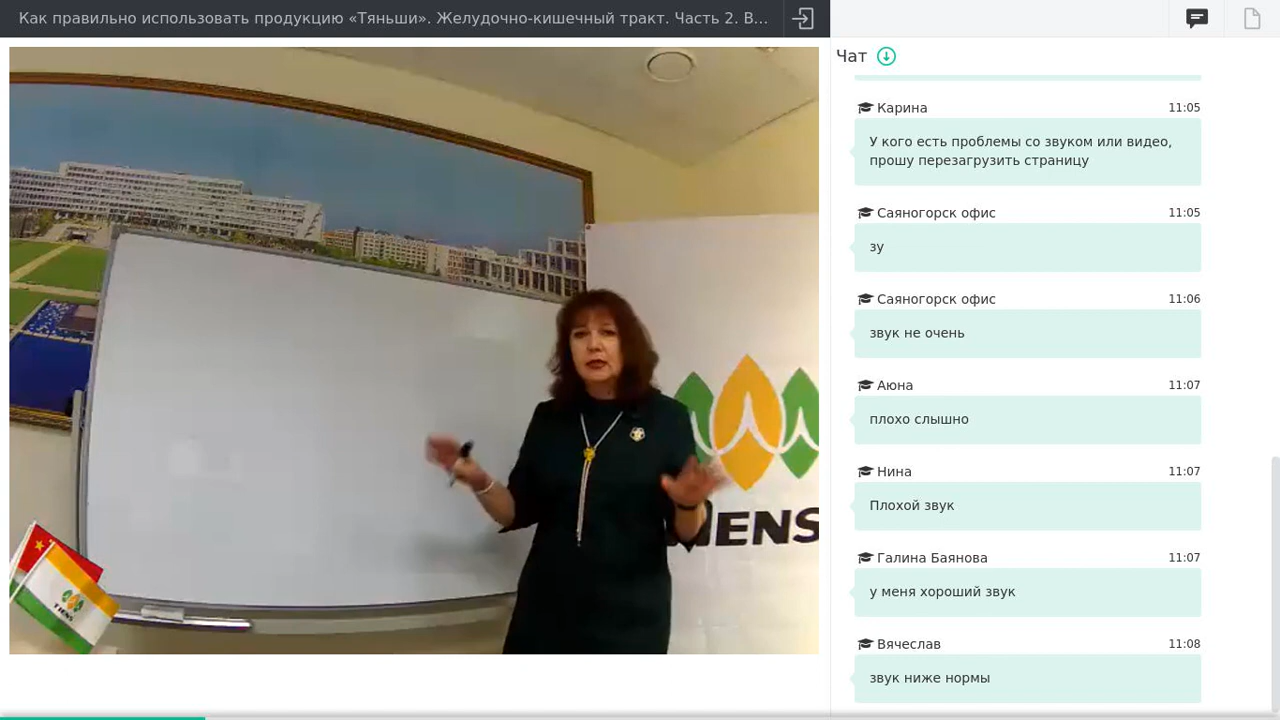 Как правильно использовать продукцию «Тяньши». Желудочно-кишечный тракт. Часть 2. В...
Чат
Карина 11:05
У кого есть проблемы со звуком или видео,
прошу перезагрузить страницу
Саяногорск офис 11:05
зу
Саяногорск офис 11:06
звук не очень
Аюна 11:07
плохо слышно
Нина 11:07
Плохой звук
Галина Баянова 11:07
у меня хороший звук
Вячеслав 11:08
звук ниже нормы
TIENS
TIENS